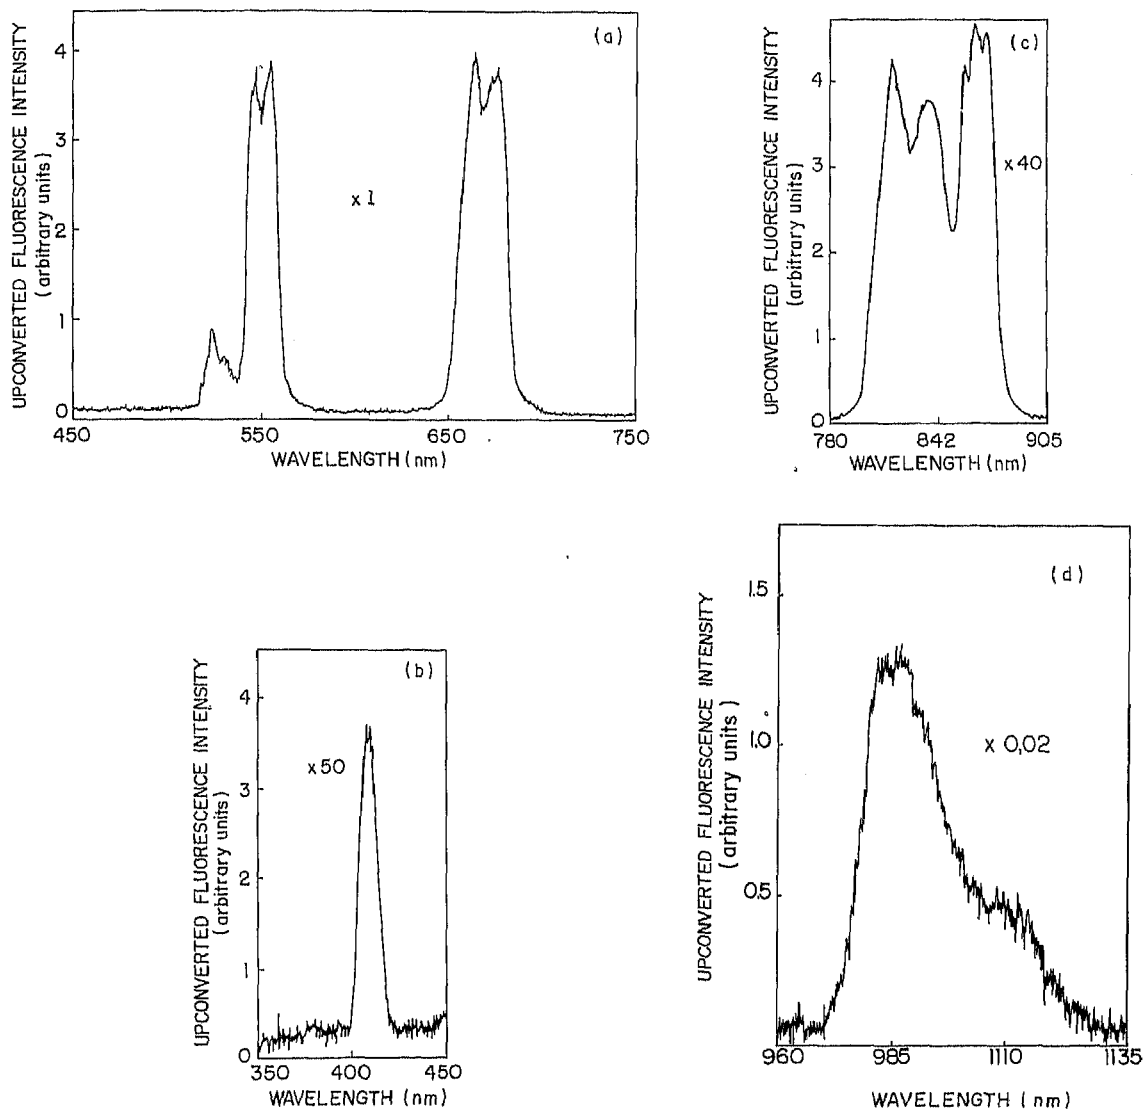 UPCONVERTED FLUORESCENCE INTENSITY
(arbitrary units)
4
3
2
1
0
(a)
x 1
450
550
650
750
WAVELENGTH (nm)
UPCONVERTED FLUORESCENCE INTENSITY
(arbitrary units)
4
3
2
1
0
(c)
x 40
780
842
905
WAVELENGTH (nm)
UPCONVERTED FLUORESCENCE INTENSITY
(arbitrary units)
4
3
2
1
0
(b)
x 50
350
400
450
WAVELENGTH (nm)
UPCONVERTED FLUORESCENCE INTENSITY
(arbitrary units)
1.5
1.0
0.5
(d)
x 0,02
960
985
1110
1135
WAVELENGTH (nm)